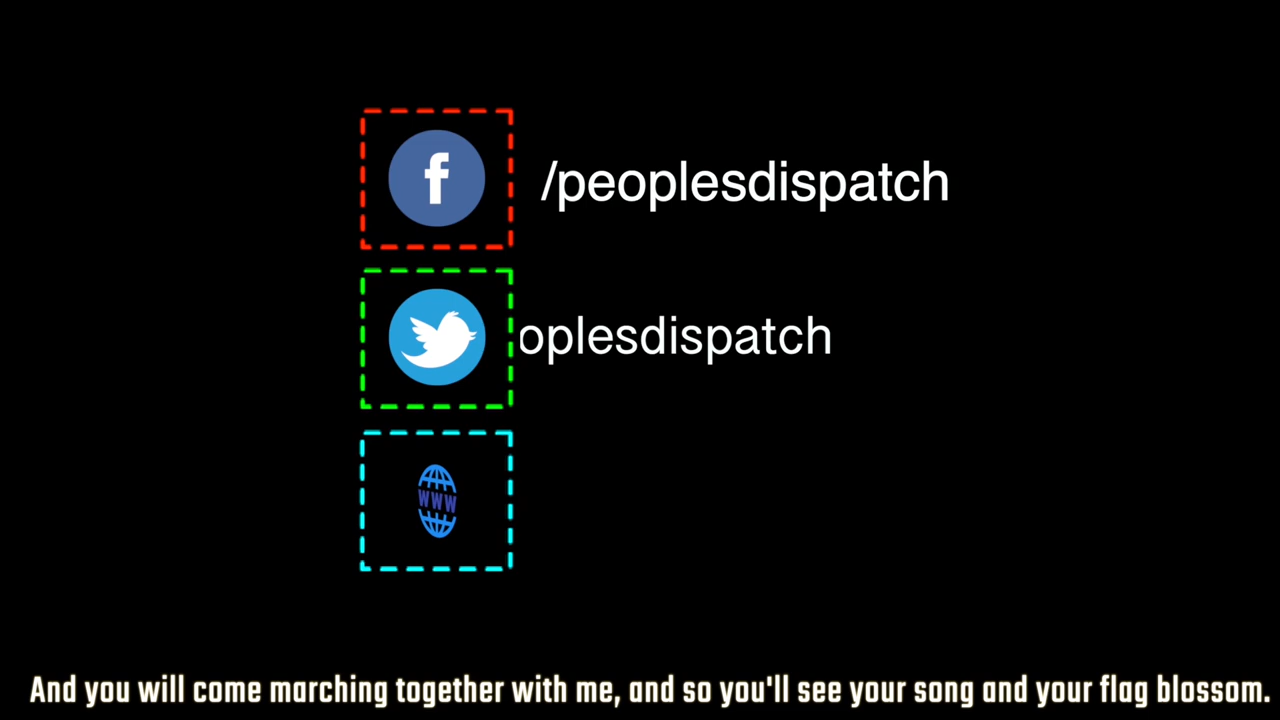 f
/peoplesdispatch
oplesdispatch
WWW
And you will come marching together with me, and so you'll see your song and your flag blossom.